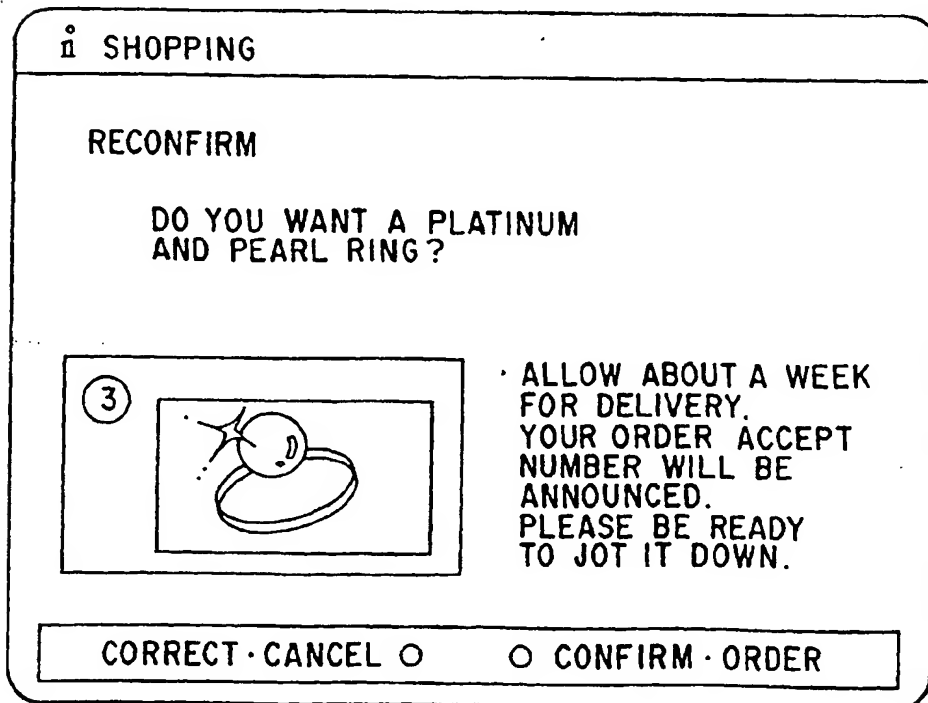 i SHOPPING
RECONFIRM
DO YOU WANT A PLATINUM
AND PEARL RING?
3
ALLOW ABOUT A WEEK
FOR DELIVERY.
YOUR ORDER ACCEPT
NUMBER WILL BE
ANNOUNCED.
PLEASE BE READY
TO JOT IT DOWN.
CORRECT·CANCEL ○ ○ CONFIRM·ORDER